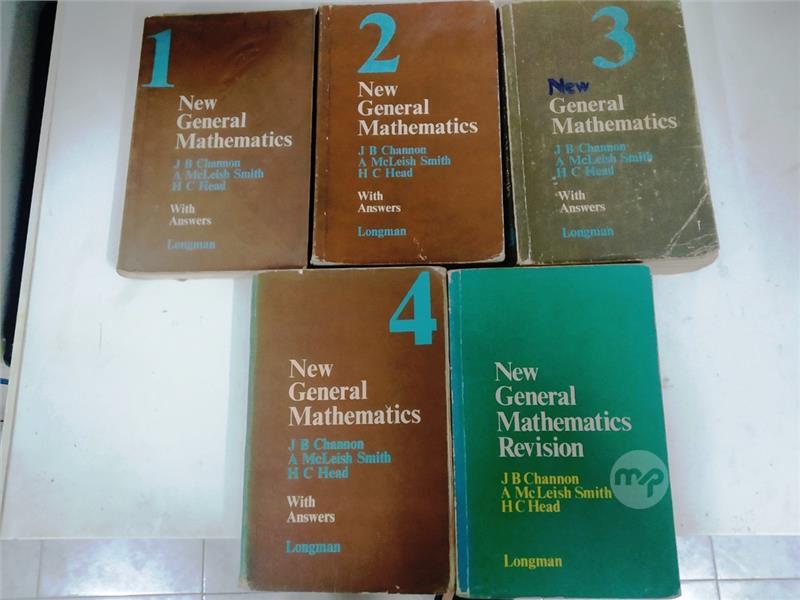 1
New
General
Mathematics
J B Channon
A McLeish Smith
H C Head
With
Answers
Longman
2
New
General
Mathematics
J B Channon
A McLeish Smith
H C Head
With
Answers
Longman
3
New
General
Mathematics
J B Channon
A McLeish Smith
H C Head
With
Answers
Longman
4
New
General
Mathematics
J B Channon
A McLeish Smith
H C Head
With
Answers
Longman
New
General
Mathematics
Revision
J B Channon
A McLeish Smith
H C Head
Longman
mp